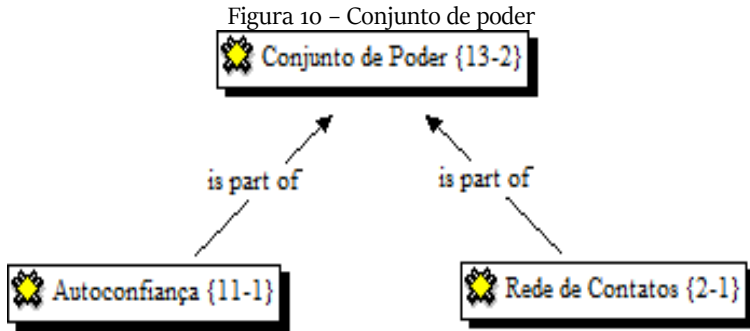 Figura 10 – Conjunto de poder
Conjunto de Poder {13-2}
is part of
is part of
Autoconfiança {11-1}
Rede de Contatos {2-1}